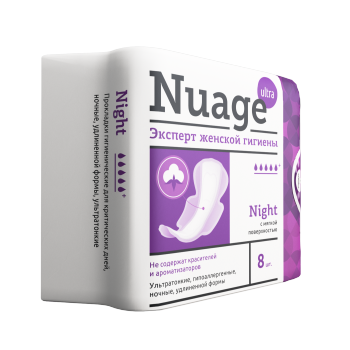 Nuage
ultra
Эксперт женской гигиены
Night
с мягкой
поверхностью
8 шт.
Не содержат красителей
и ароматизаторов
Ультратонкие, гипоаллергенные,
ночные, удлиненной формы
Night
Прокладки гигиенические для критических дней,
ночные, удлиненной формы, ультратонкие